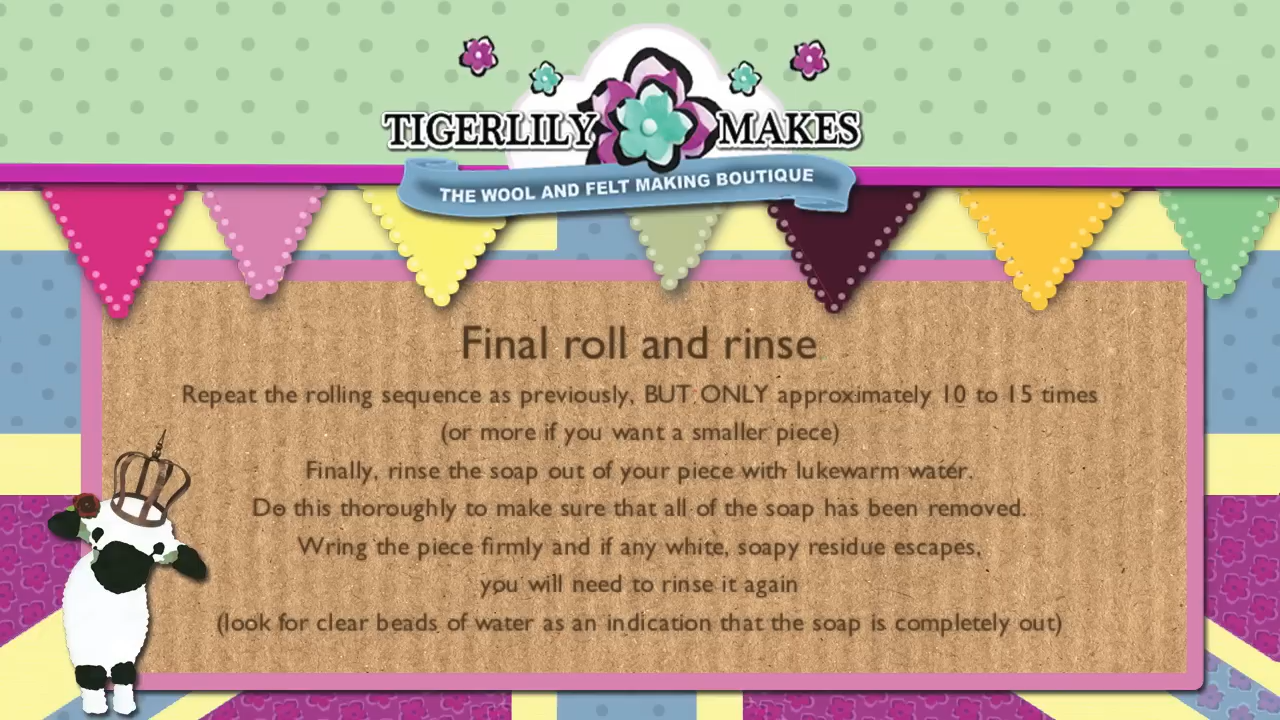 TIGERLILY MAKES
THE WOOL AND FELT MAKING BOUTIQUE
Final roll and rinse
Repeat the rolling sequence as previously, BUT ONLY approximately 10 to 15 times
(or more if you want a smaller piece)
Finally, rinse the soap out of your piece with lukewarm water.
Do this thoroughly to make sure that all of the soap has been removed.
Wring the piece firmly and if any white, soapy residue escapes,
you will need to rinse it again
(look for clear beads of water as an indication that the soap is completely out)